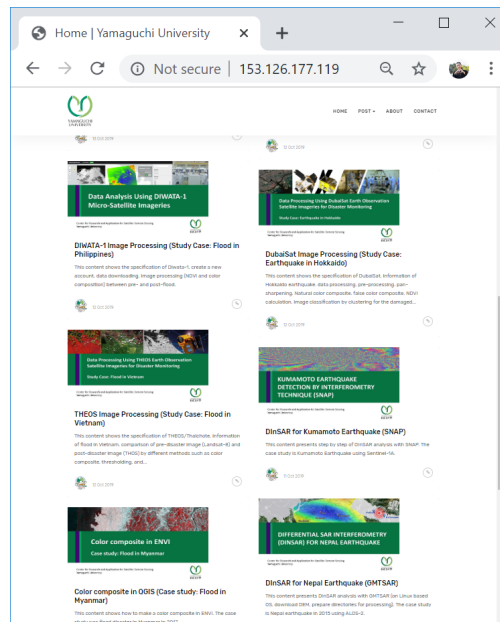 Home | Yamaguchi University
Not secure | 153.126.177.119
YAMAGUCHI
UNIVERSITY
HOME POST ABOUT CONTACT
12 Oct 2019
Data Analysis Using DIWATA-1
Micro-Satellite Imageries
DIWATA-1 Image Processing (Study Case: Flood in
Philippines)
This content shows the specification of Diwata-1, create a new
account, data downloading, image processing (NDVI and color
composition) between pre- and post-flood.
THEOS Image Processing (Study Case: Flood in
Vietnam)
Data Processing Using THEOS Earth Observation
Satellite Imageries for Disaster Monitoring
Study Case: Flood in Vietnam
This content shows the specification of THEOS/Thaichote, information
of flood in Vietnam, comparison of pre-disaster image (Landsat-8) and
post-disaster image (THOS) by different methods such as color
composite, thresholding, and...
Color composite in ENVI
Case study: Flood in Myanmar
Color composite in QGIS (Case study: Flood in
Myanmar)
This content shows how to make a color composite in ENVI. The case
12 Oct 2019
Data Processing Using DubaiSat Earth Observation
Satellite Imageries for Disaster Monitoring
Study Case: Earthquake in Hokkaido
DubaiSat Image Processing (Study Case:
Earthquake in Hokkaido)
This content shows the specification of DubaiSat, information of
Hokkaido earthquake, data processing, pre-processing, pan-
sharpening, Natural color composite, false color composite, NDVI
calculation, image classification by clustering for the damaged...
KUMAMOTO EARTHQUAKE
DETECTION BY INTERFEROMETRY
TECHNIQUE (SNAP)
DInSAR for Kumamoto Earthquake (SNAP)
This content presents step by step of DInSAR analysis with SNAP. The
case study is Kumamoto Earthquake using Sentinel-1A.
DIFFERENTIAL SAR INTERFEROMETRY
(DINSAR) FOR NEPAL EARTHQUAKE
DInSAR for Nepal Earthquake (GMTSAR)
This content presents DInSAR analysis with GMTSAR (on Linux based
OS, download DEM, prepare directories for processing). The case study
is Nepal earthquake in 2015 using ALOS-2.